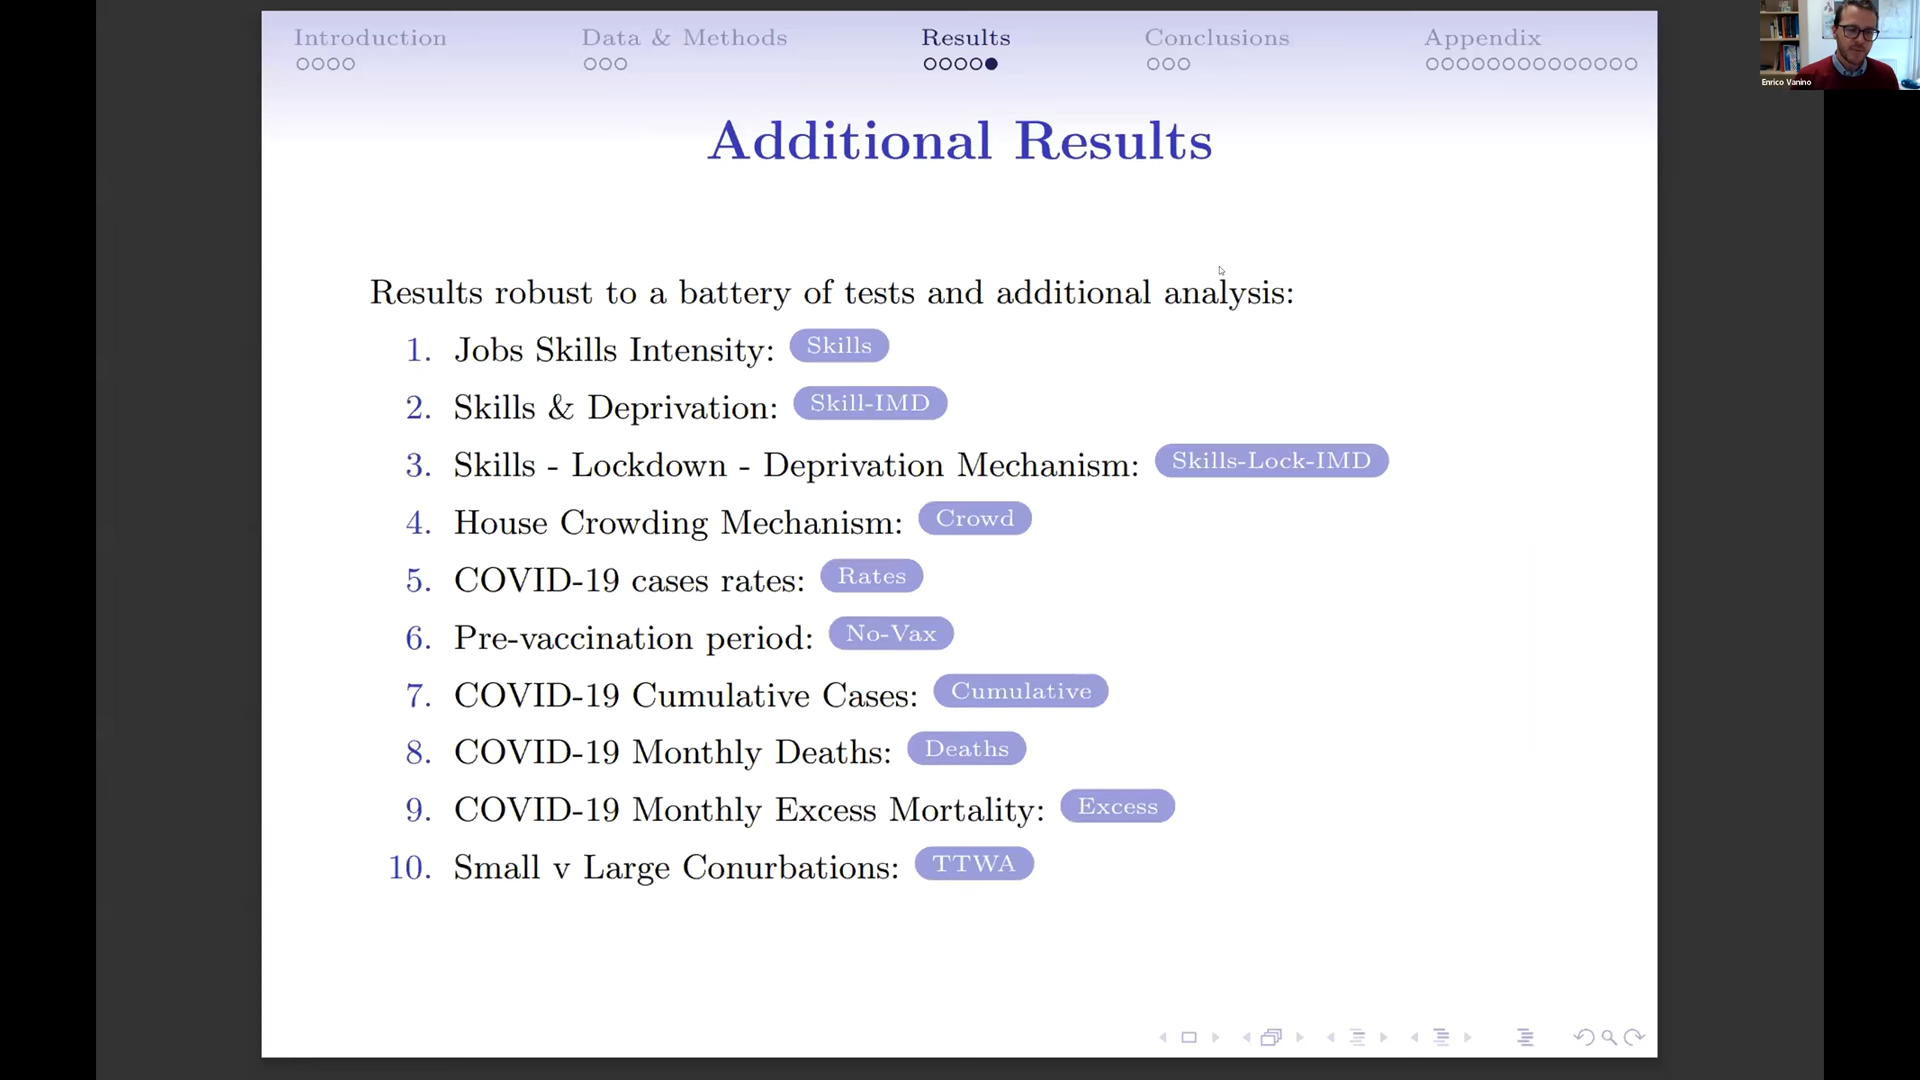 Introduction Data & Methods Results Conclusions Appendix
Enrico Vanino
Additional Results
Results robust to a battery of tests and additional analysis:
1. Jobs Skills Intensity: Skills
2. Skills & Deprivation: Skill-IMD
3. Skills - Lockdown - Deprivation Mechanism: Skills-Lock-IMD
4. House Crowding Mechanism: Crowd
5. COVID-19 cases rates: Rates
6. Pre-vaccination period: No-Vax
7. COVID-19 Cumulative Cases: Cumulative
8. COVID-19 Monthly Deaths: Deaths
9. COVID-19 Monthly Excess Mortality: Excess
10. Small v Large Conurbations: TTWA